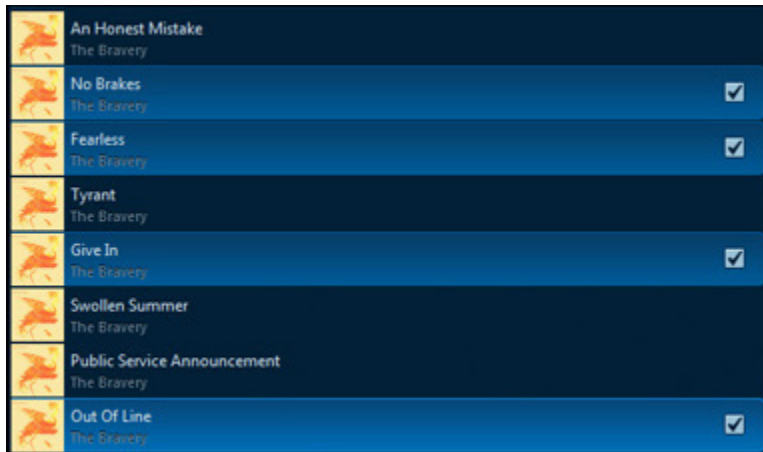 An Honest Mistake
The Bravery
No Brakes
The Bravery
Fearless
The Bravery
Tyrant
The Bravery
Give In
The Bravery
Swollen Summer
The Bravery
Public Service Announcement
The Bravery
Out Of Line
The Bravery